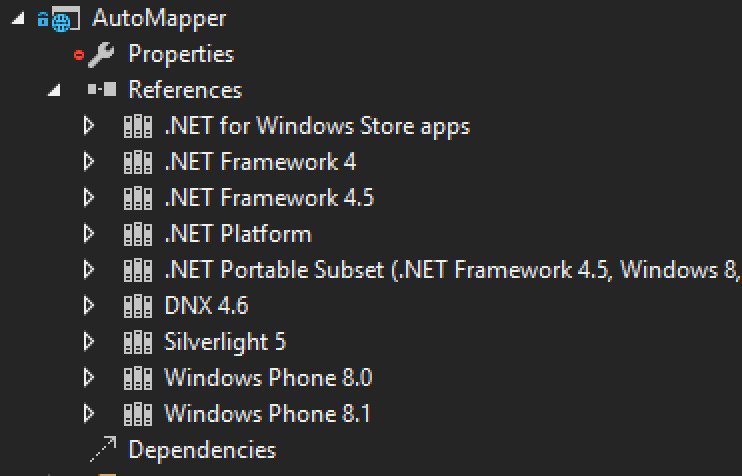 AutoMapper
Properties
References
.NET for Windows Store apps
.NET Framework 4
.NET Framework 4.5
.NET Platform
.NET Portable Subset (.NET Framework 4.5, Windows 8,
DNX 4.6
Silverlight 5
Windows Phone 8.0
Windows Phone 8.1
Dependencies